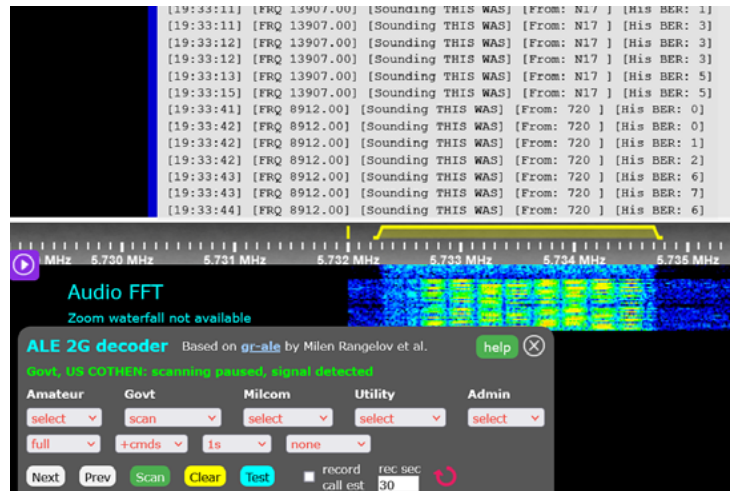 [19:33:11] [FRQ 13907.00] [Sounding THIS WAS] [From: N17 ] [His BER: 1]
[19:33:11] [FRQ 13907.00] [Sounding THIS WAS] [From: N17 ] [His BER: 3]
[19:33:12] [FRQ 13907.00] [Sounding THIS WAS] [From: N17 ] [His BER: 3]
[19:33:12] [FRQ 13907.00] [Sounding THIS WAS] [From: N17 ] [His BER: 3]
[19:33:13] [FRQ 13907.00] [Sounding THIS WAS] [From: N17 ] [His BER: 5]
[19:33:15] [FRQ 13907.00] [Sounding THIS WAS] [From: N17 ] [His BER: 5]
[19:33:41] [FRQ 8912.00] [Sounding THIS WAS] [From: 720 ] [His BER: 0]
[19:33:42] [FRQ 8912.00] [Sounding THIS WAS] [From: 720 ] [His BER: 0]
[19:33:42] [FRQ 8912.00] [Sounding THIS WAS] [From: 720 ] [His BER: 1]
[19:33:42] [FRQ 8912.00] [Sounding THIS WAS] [From: 720 ] [His BER: 2]
[19:33:43] [FRQ 8912.00] [Sounding THIS WAS] [From: 720 ] [His BER: 6]
[19:33:43] [FRQ 8912.00] [Sounding THIS WAS] [From: 720 ] [His BER: 7]
[19:33:44] [FRQ 8912.00] [Sounding THIS WAS] [From: 720 ] [His BER: 6]
MHz 5.730 MHz 5.731 MHz 5.732 MHz 5.733 MHz 5.734 MHz 5.735 MHz
Audio FFT
Zoom waterfall not available
ALE 2G decoder Based on gr-ale by Milen Rangelov et al. help
Govt, US COTHEN: scanning paused, signal detected
Amateur Govt Milcom Utility Admin
select scan select select select
full +cmds 1s none
Next Prev Scan Clear Test record call est rec sec 30